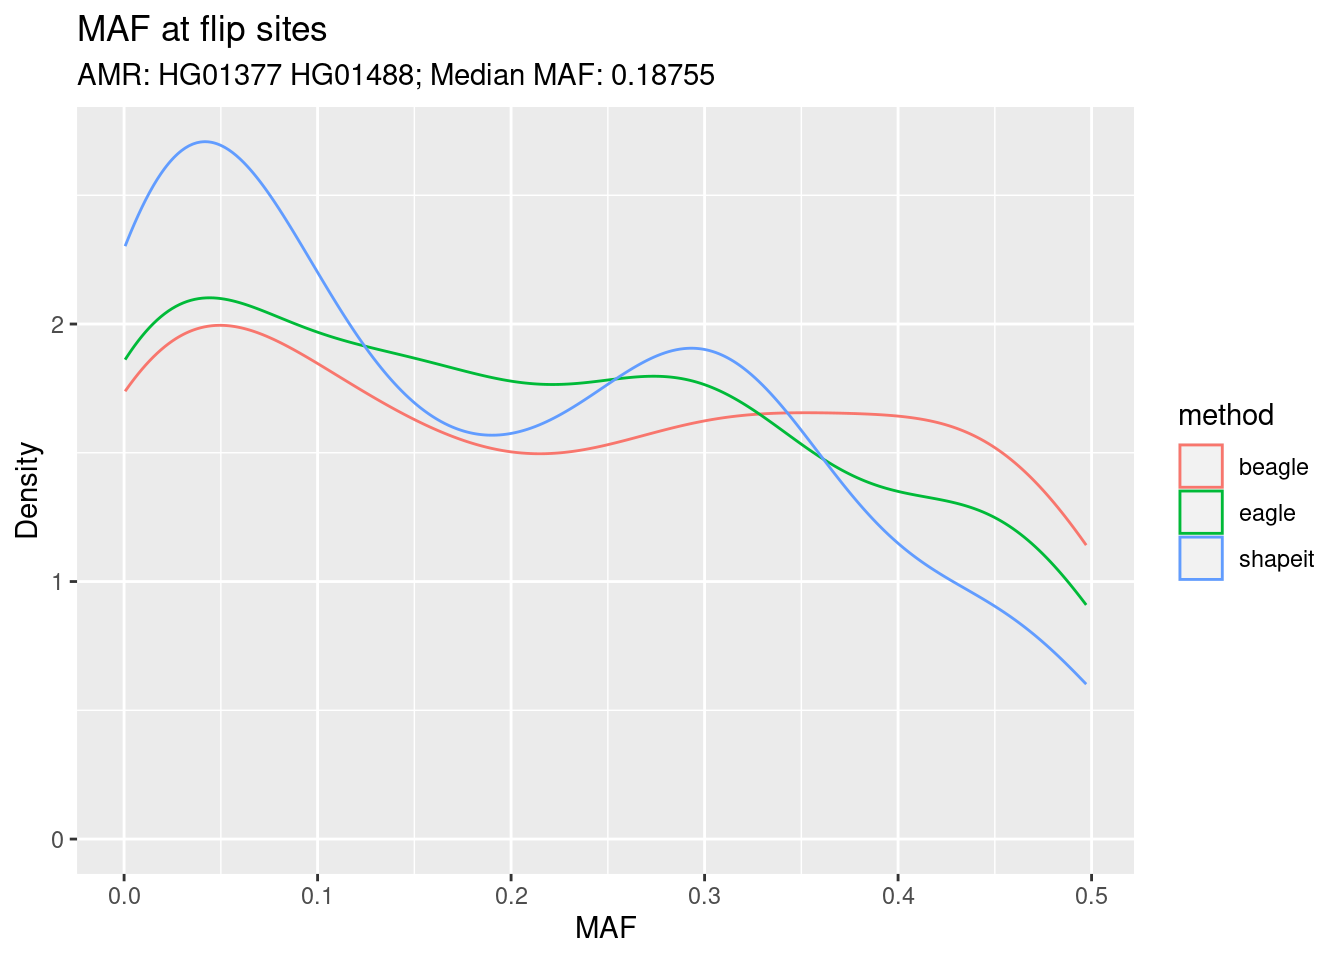 MAF at flip sites
AMR: HG01377 HG01488; Median MAF: 0.18755
Density
2
1
0
0.0 0.1 0.2 0.3 0.4 0.5
MAF
method
beagle
eagle
shapeit